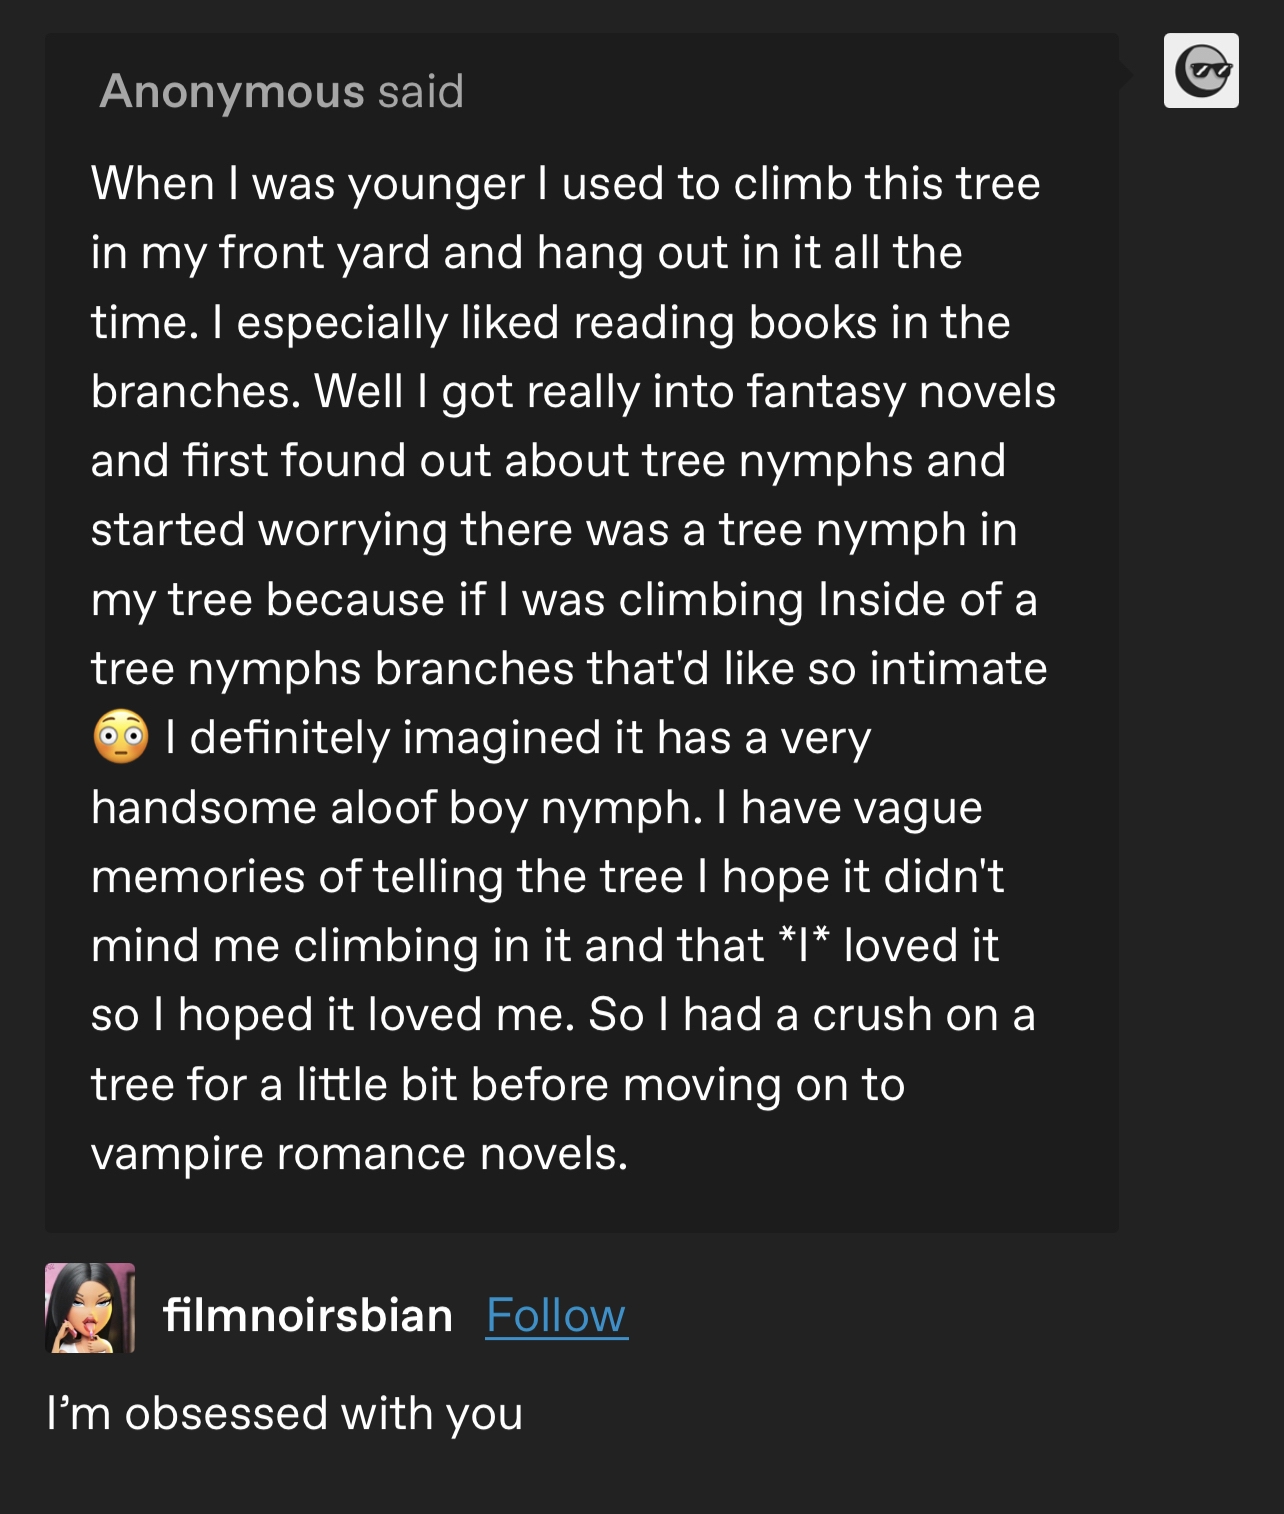 Anonymous said
When I was younger I used to climb this tree
in my front yard and hang out in it all the
time. I especially liked reading books in the
branches. Well I got really into fantasy novels
and first found out about tree nymphs and
started worrying there was a tree nymph in
my tree because if I was climbing Inside of a
tree nymphs branches that'd like so intimate
😳 I definitely imagined it has a very
handsome aloof boy nymph. I have vague
memories of telling the tree I hope it didn't
mind me climbing in it and that *I* loved it
so I hoped it loved me. So I had a crush on a
tree for a little bit before moving on to
vampire romance novels.
filmnoirsbian Follow
I’m obsessed with you